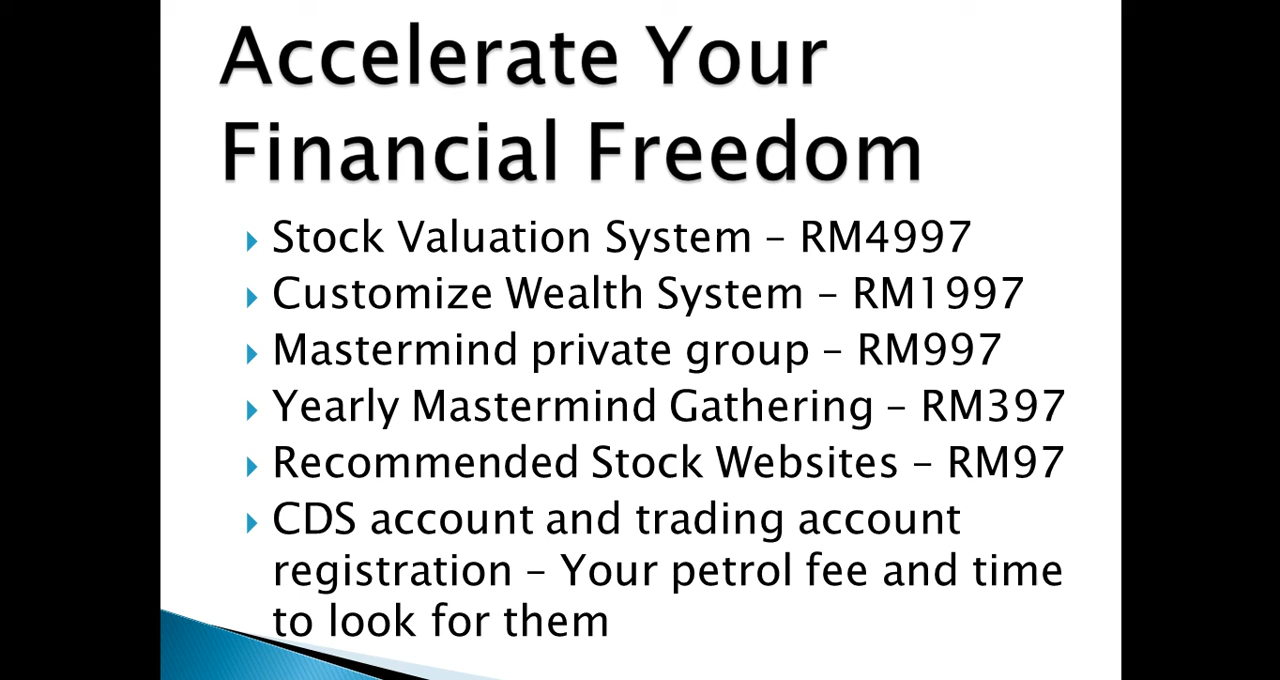 Accelerate Your
Financial Freedom
Stock Valuation System – RM4997
Customize Wealth System – RM1997
Mastermind private group – RM997
Yearly Mastermind Gathering – RM397
Recommended Stock Websites – RM97
CDS account and trading account
registration – Your petrol fee and time
to look for them